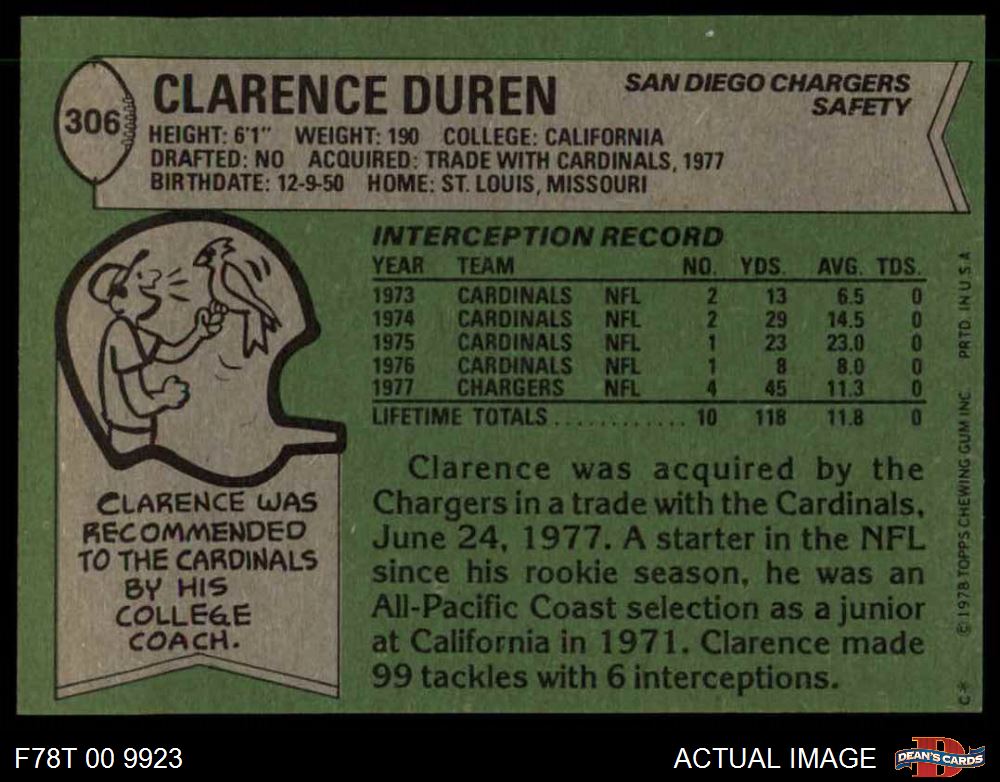 306
CLARENCE DUREN
SAN DIEGO CHARGERS
SAFETY
HEIGHT: 6'1" WEIGHT: 190 COLLEGE: CALIFORNIA
DRAFTED: NO ACQUIRED: TRADE WITH CARDINALS, 1977
BIRTHDATE: 12-9-50 HOME: ST. LOUIS, MISSOURI
INTERCEPTION RECORD
YEAR TEAM NO. YDS. AVG. TDS.
1973 CARDINALS NFL 2 13 6.5 0
1974 CARDINALS NFL 2 29 14.5 0
1975 CARDINALS NFL 1 23 23.0 0
1976 CARDINALS NFL 1 8 8.0 0
1977 CHARGERS NFL 4 45 11.3 0
LIFETIME TOTALS ............ 10 118 11.8 0
CLARENCE WAS
RECOMMENDED
TO THE CARDINALS
BY HIS
COLLEGE
COACH.
Clarence was acquired by the
Chargers in a trade with the Cardinals,
June 24, 1977. A starter in the NFL
since his rookie season, he was an
All-Pacific Coast selection as a junior
at California in 1971. Clarence made
99 tackles with 6 interceptions.
C* © 1978 TOPPS CHEWING GUM INC. PRTD. IN U S A
F78T 00 9923
ACTUAL IMAGE
D
DEAN'S CARDS